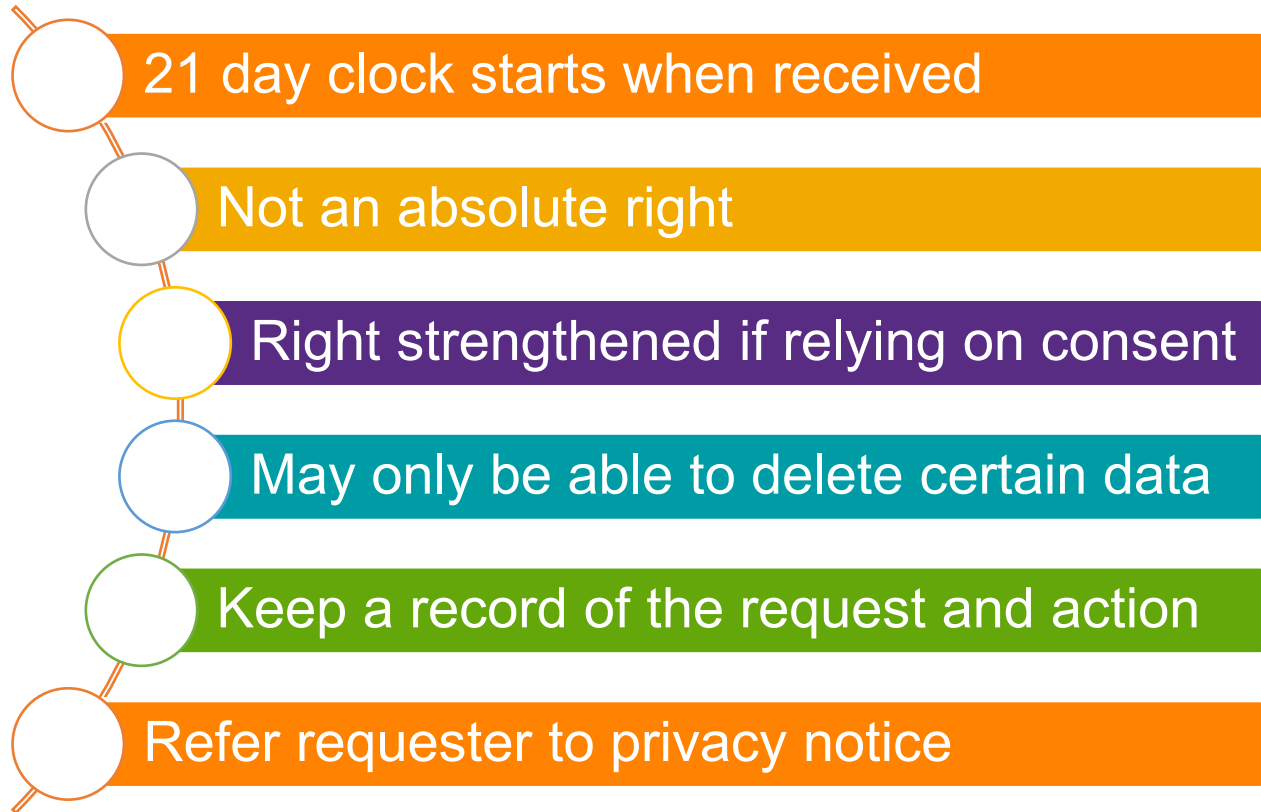 21 day clock starts when received
Not an absolute right
Right strengthened if relying on consent
May only be able to delete certain data
Keep a record of the request and action
Refer requester to privacy notice